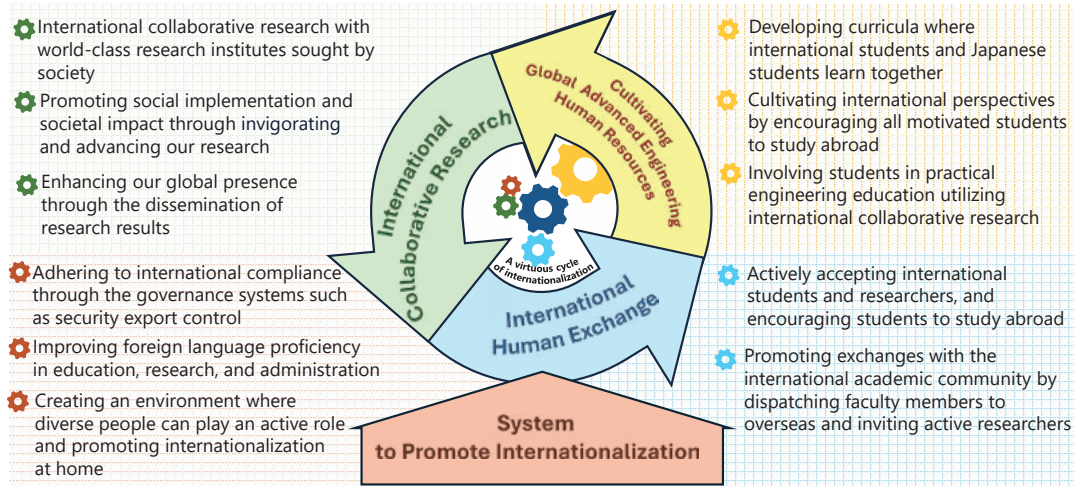 International collaborative research with
world-class research institutes sought by
society
Promoting social implementation and
societal impact through invigorating
and advancing our research
Enhancing our global presence
through the dissemination of
research results
Adhering to international compliance
through the governance systems such
as security export control
Improving foreign language proficiency
in education, research, and administration
Creating an environment where
diverse people can play an active role
and promoting internationalization
at home
International
Collaborative Research
Cultivating
Global Advanced Engineering
Human Resources
A virtuous cycle
of internationalization
International
Human Exchange
System
to Promote Internationalization
Developing curricula where
international students and Japanese
students learn together
Cultivating international perspectives
by encouraging all motivated students
to study abroad
Involving students in practical
engineering education utilizing
international collaborative research
Actively accepting international
students and researchers, and
encouraging students to study abroad
Promoting exchanges with the
international academic community by
dispatching faculty members to
overseas and inviting active researchers